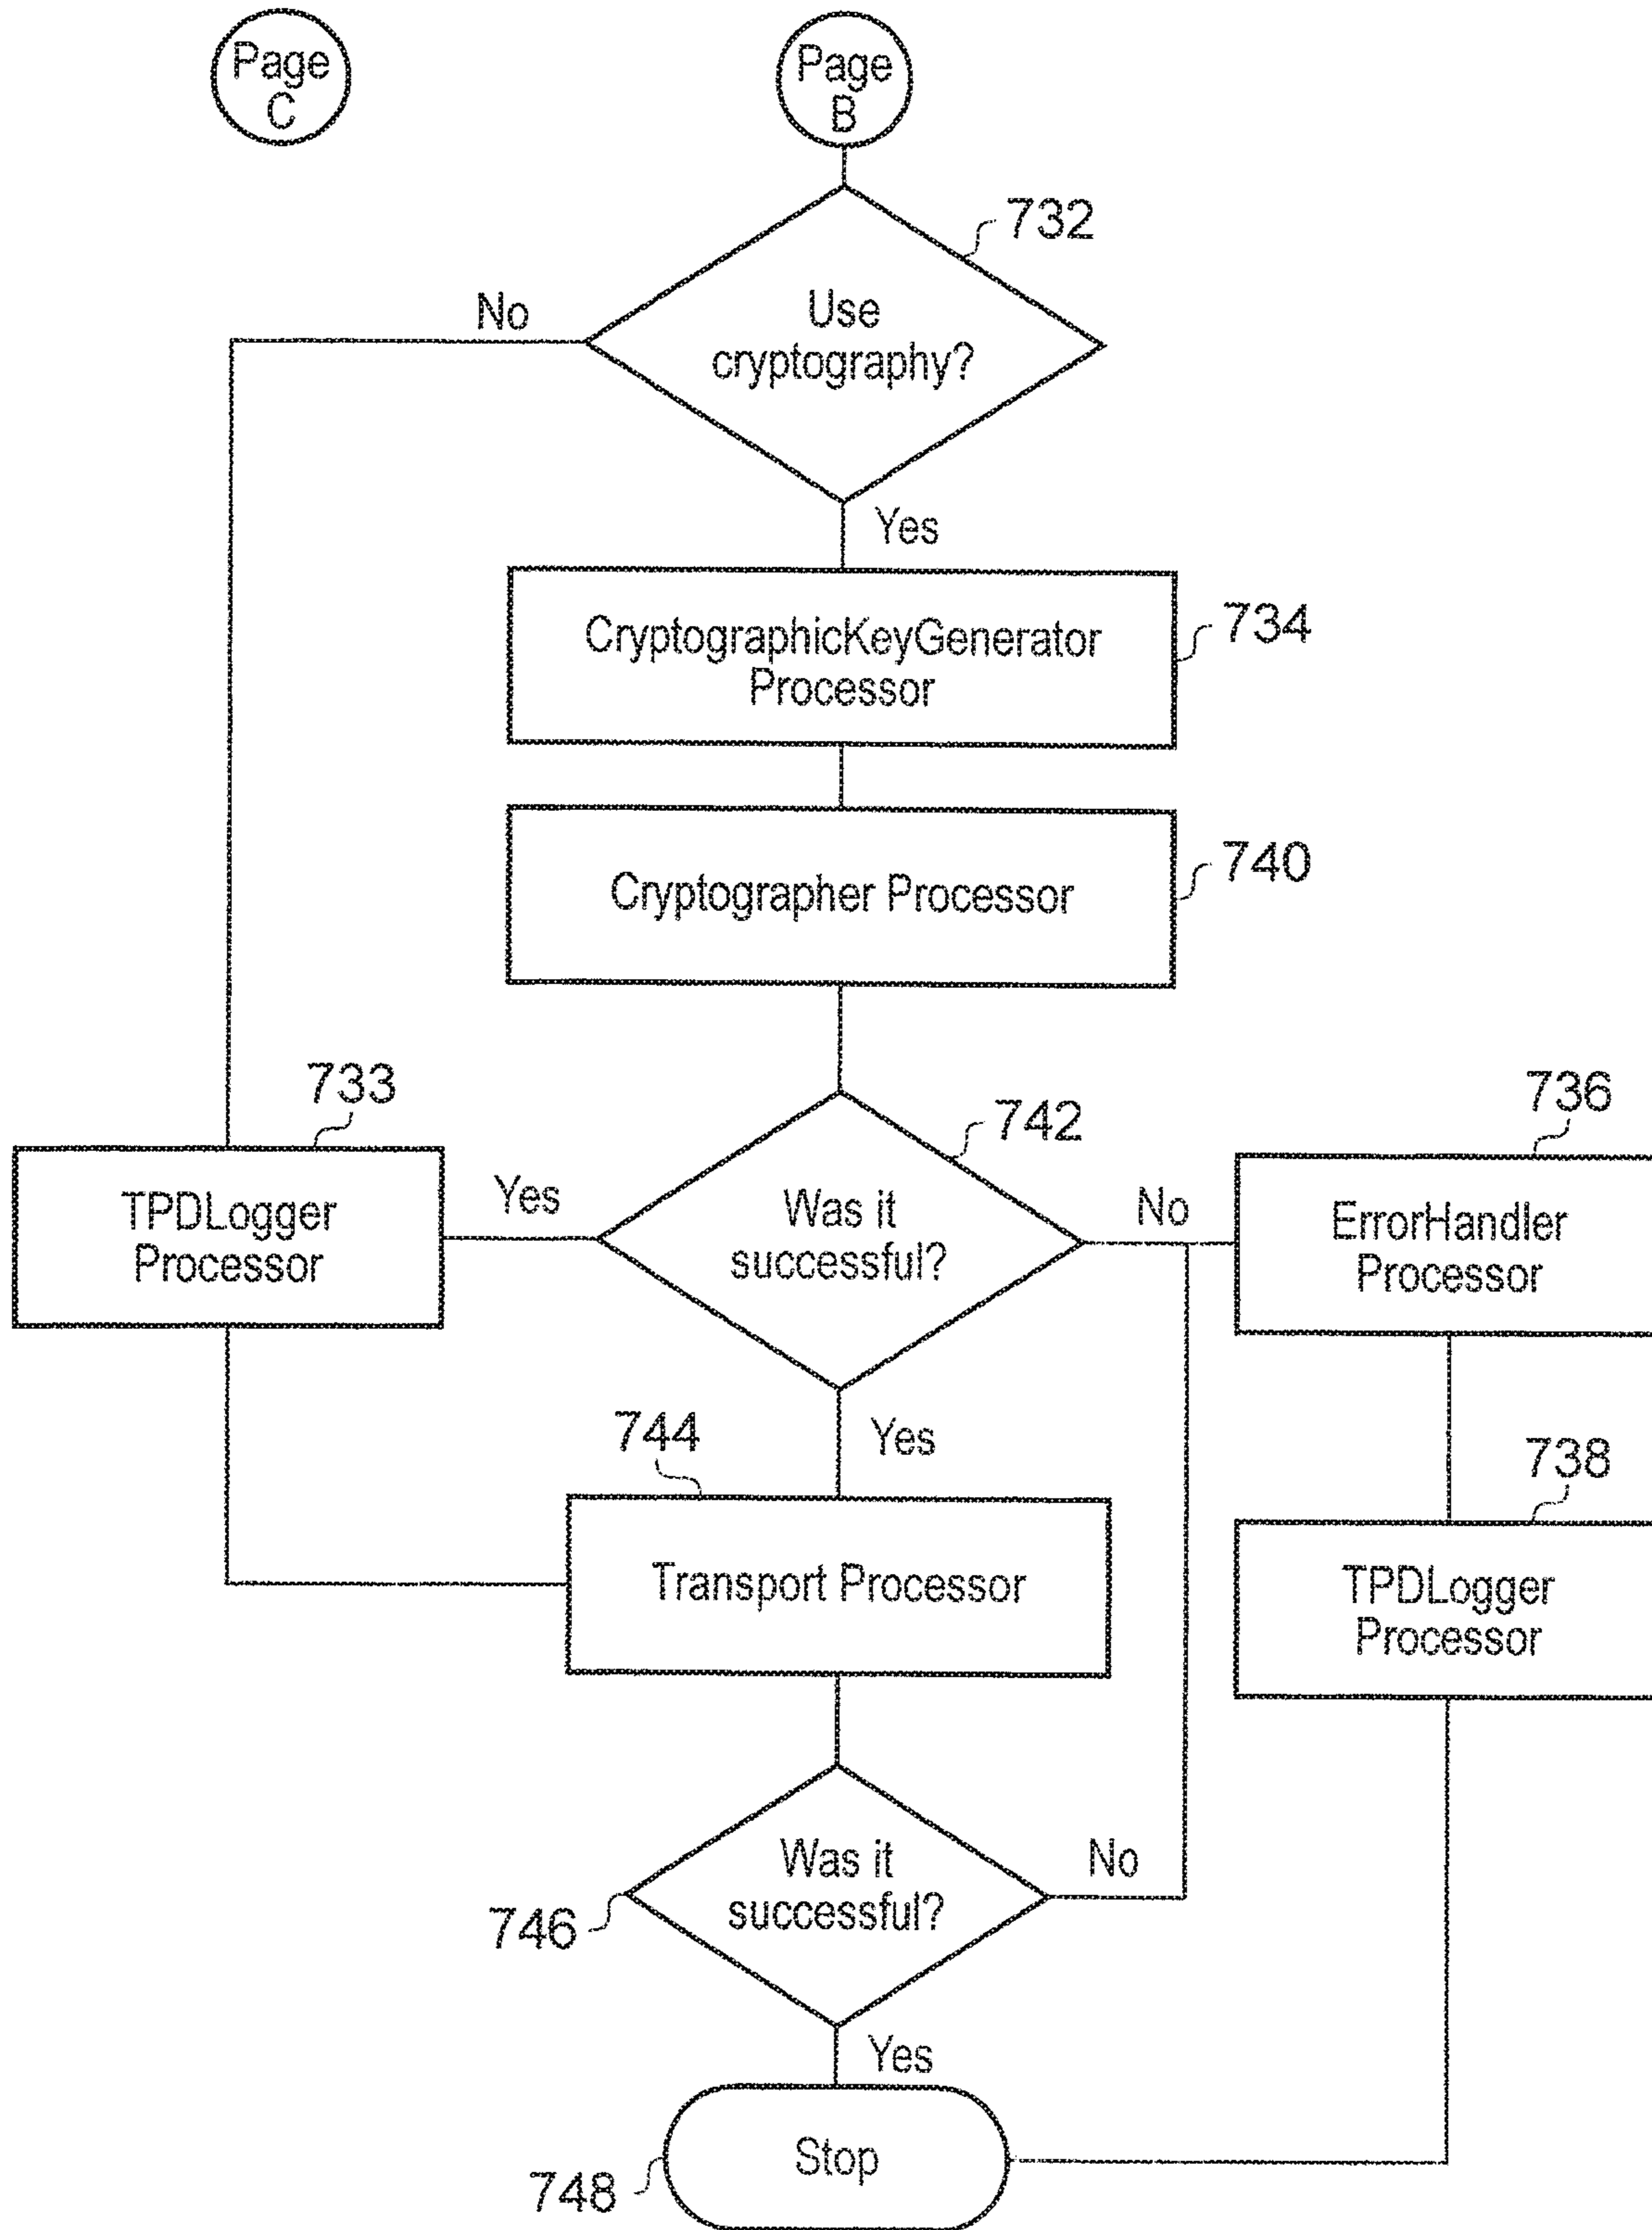 Page
C
Page
B
732
No
Use
cryptography?
Yes
CryptographicKeyGenerator
Processor
734
Cryptographer Processor
740
733
742
736
TPDLogger
Processor
Yes
Was it
successful?
No
ErrorHandler
Processor
744
Yes
738
Transport Processor
TPDLogger
Processor
Was it
successful?
No
746
Yes
Stop
748